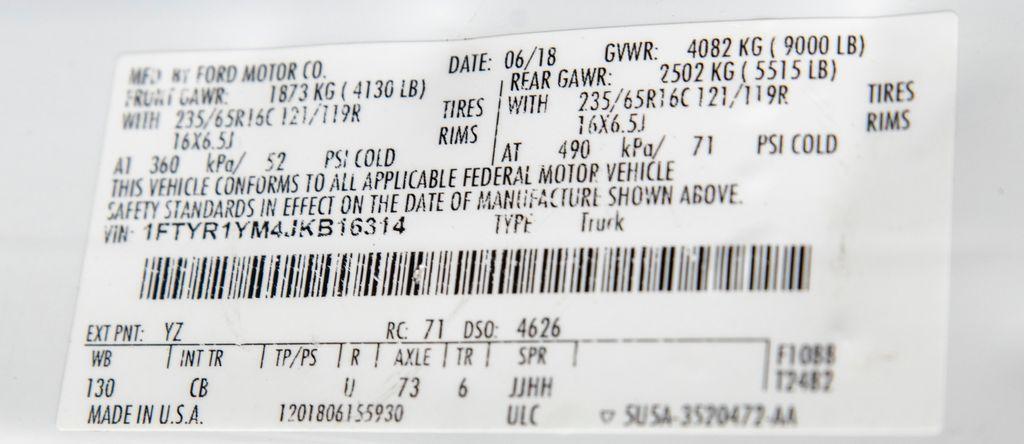 MFD. BY FORD MOTOR CO. DATE: 06/18 GVWR: 4082 KG ( 9000 LB)
FRONT GAWR: 1873 KG ( 4130 LB) REAR GAWR: 2502 KG ( 5515 LB)
WITH 235/65R16C 121/119R TIRES WITH 235/65R16C 121/119R TIRES
16X6.5J RIMS 16X6.5J RIMS
AT 360 kPa/ 52 PSI COLD AT 490 kPa/ 71 PSI COLD
THIS VEHICLE CONFORMS TO ALL APPLICABLE FEDERAL MOTOR VEHICLE
SAFETY STANDARDS IN EFFECT ON THE DATE OF MANUFACTURE SHOWN ABOVE.
VIN: 1FTYR1YM4JKB16314 TYPE Truck
EXT PNT: YZ RC: 71 DSO: 4626
WB INT TR TP/PS R AXLE TR SPR F1088
130 CB U 73 6 JJHH T2482
MADE IN U.S.A. 1201806155930 ULC 5U5A-3520472-AA